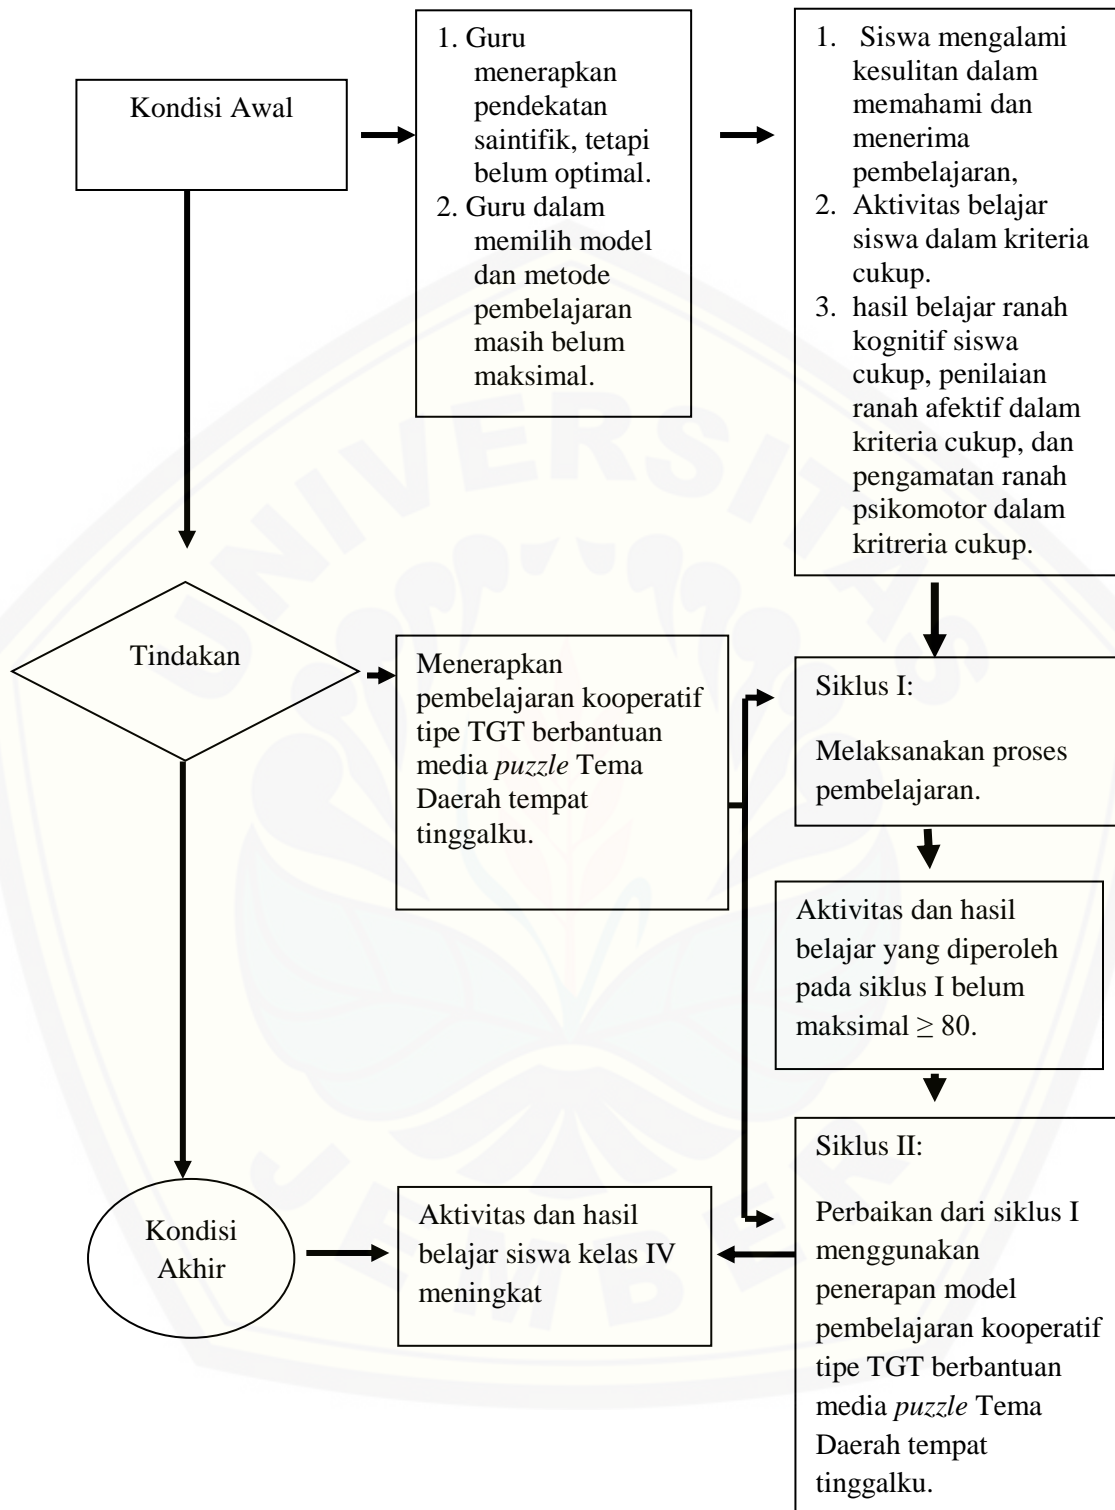 Kondisi Awal
1. Guru
menerapkan
pendekatan
saintifik, tetapi
belum optimal.
2. Guru dalam
memilih model
dan metode
pembelajaran
masih belum
maksimal.
1. Siswa mengalami
kesulitan dalam
memahami dan
menerima
pembelajaran,
2. Aktivitas belajar
siswa dalam kriteria
cukup.
3. hasil belajar ranah
kognitif siswa
cukup, penilaian
ranah afektif dalam
kriteria cukup, dan
pengamatan ranah
psikomotor dalam
kritreria cukup.
Tindakan
Menerapkan
pembelajaran kooperatif
tipe TGT berbantuan
media puzzle Tema
Daerah tempat
tinggalku.
Siklus I:
Melaksanakan proses
pembelajaran.
Aktivitas dan hasil
belajar yang diperoleh
pada siklus I belum
maksimal ≥ 80.
Siklus II:
Perbaikan dari siklus I
menggunakan
penerapan model
pembelajaran kooperatif
tipe TGT berbantuan
media puzzle Tema
Daerah tempat
tinggalku.
Kondisi
Akhir
Aktivitas dan hasil
belajar siswa kelas IV
meningkat
UNIVERSITAS
JEMBER